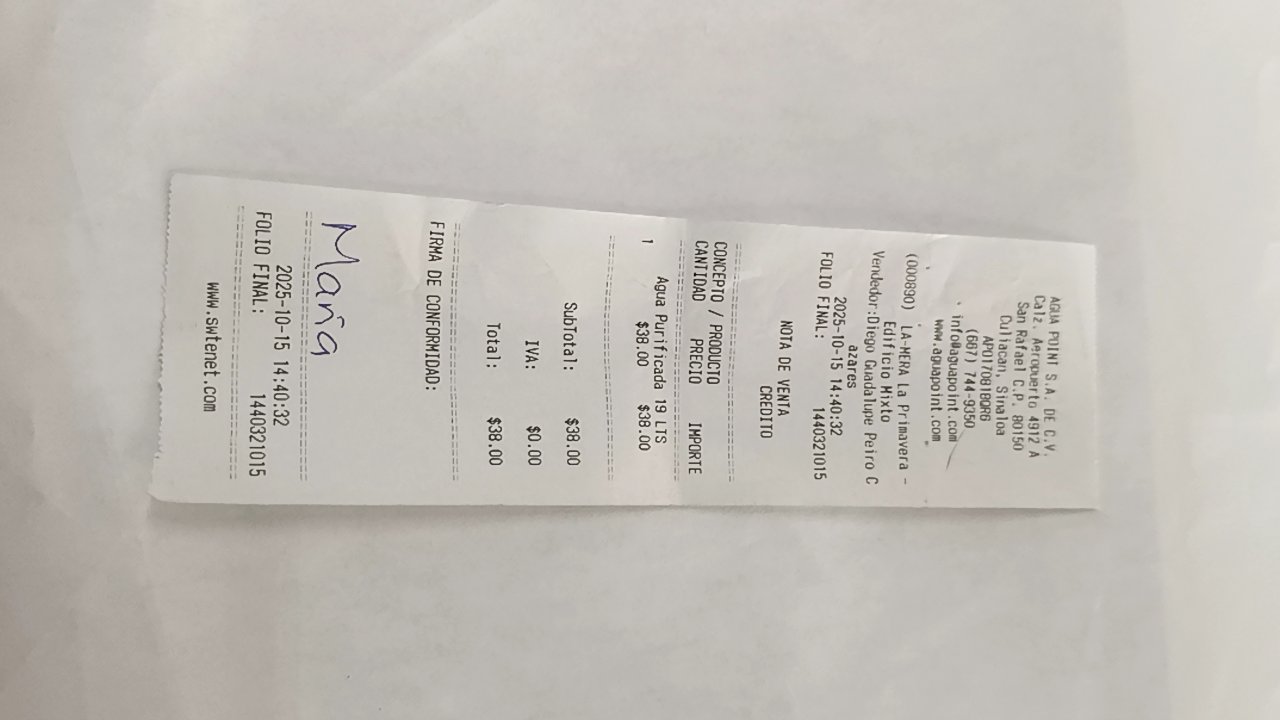 AGUA POINT S.A. DE C.V.
Calz. Aeropuerto 4912 A
San Rafael C.P. 80150
Culiacan, Sinaloa
APO170818QR6
(667) 744-9350
info@aguapoint.com
www.aguapoint.com
(000890) LA-MERA La Primavera -
Edificio Mixto
Vendedor:Diego Guadalupe Peiro C
azares
2025-10-15 14:40:32
FOLIO FINAL: 1440321015
NOTA DE VENTA
CREDITO
CONCEPTO / PRODUCTO
CANTIDAD PRECIO IMPORTE
Agua Purificada 19 LTS
1 $38.00 $38.00
SubTotal: $38.00
IVA: $0.00
Total: $38.00
FIRMA DE CONFORMIDAD:
Maria
2025-10-15 14:40:32
FOLIO FINAL: 1440321015
www.swtenet.com